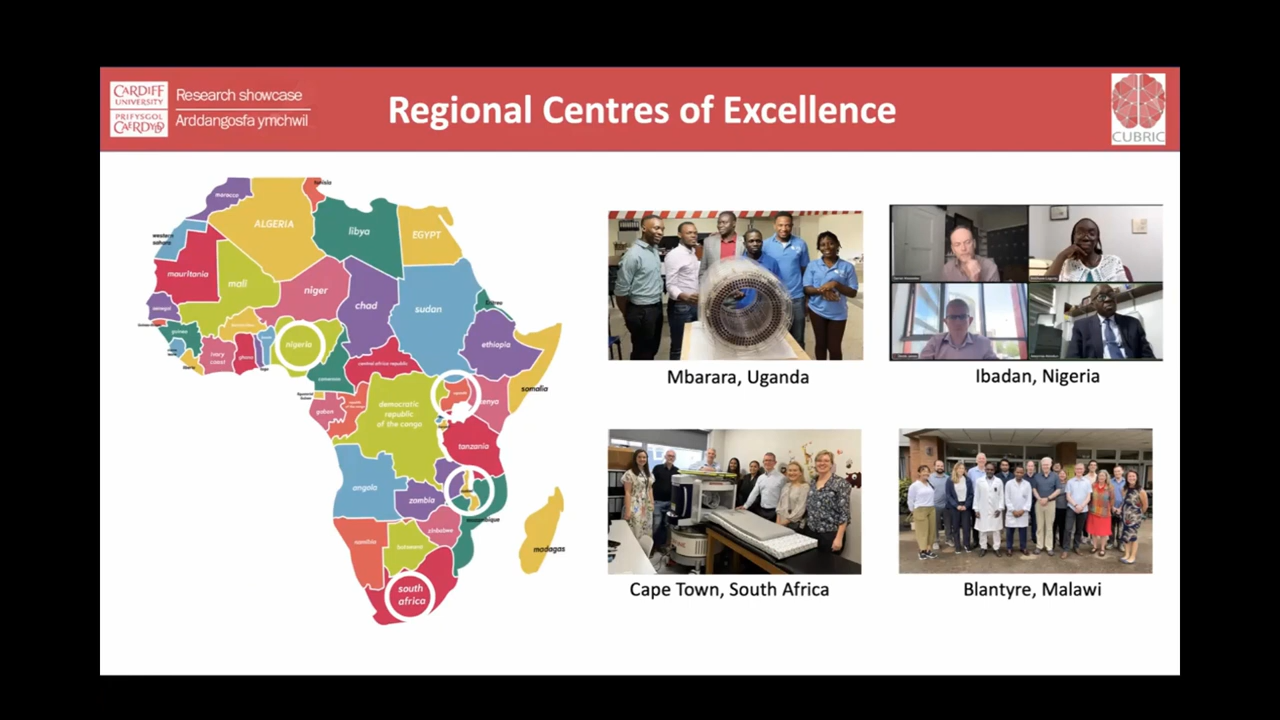 CARDIFF
UNIVERSITY
PRIFYSGOL
CAERDYDD
Research showcase
Arddangosfa ymchwil
Regional Centres of Excellence
CUBRIC
tunisia
morocco
ALGERIA
libya
EGYPT
western
sahara
mauritania
mali
niger
chad
sudan
Eritrea
senegal
guinea
ivory
coast
ghana
togo
nigeria
cameroon
central africa republic
ethiopia
somalia
uganda
kenya
gabon
democratic
republic
of the congo
tanzania
angola
zambia
mozambique
zimbabwe
namibia
botswana
madagas
south
africa
Mbarara, Uganda
Ibadan, Nigeria
Cape Town, South Africa
Blantyre, Malawi